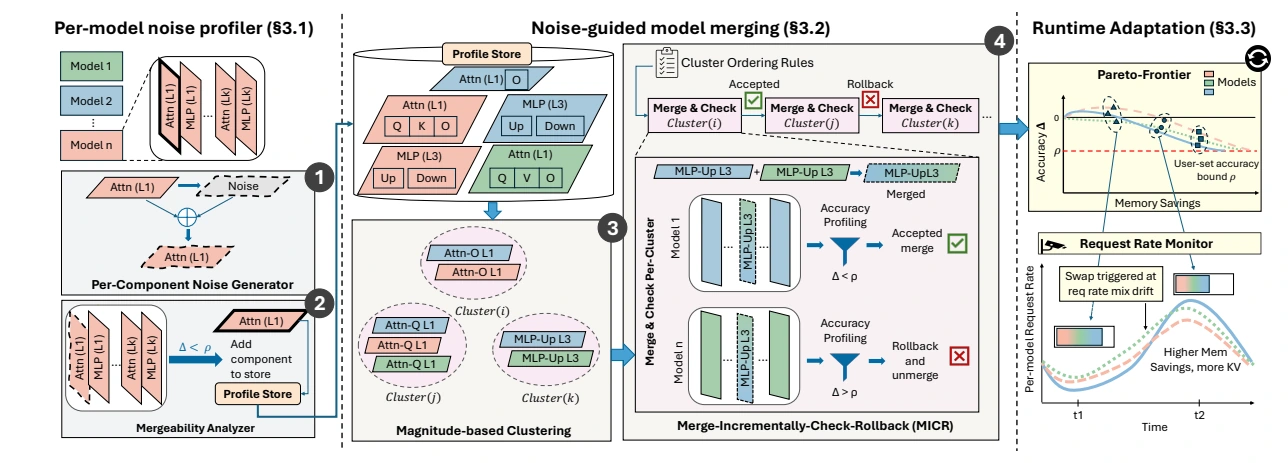 Per-model noise profiler (§3.1)
Model 1
Model 2
⋮
Model n
Attn (L1)
MLP (L1)
...
Attn (Lk)
MLP (Lk)
1
Attn (L1)
Noise
Attn (L1)
Per-Component Noise Generator
2
Attn (L1)
MLP (L1)
...
Attn (Lk)
MLP (Lk)
Δ < ρ
Attn (L1)
Add
component
to store
Profile Store
Mergeability Analyzer
Noise-guided model merging (§3.2)
Profile Store
Attn (L1) O
Attn (L1)
Q K O
MLP (L3)
Up Down
MLP (L3)
Up Down
Attn (L1)
Q V O
3
Attn-O L1
Attn-O L1
Cluster(i)
Attn-Q L1
Attn-Q L1
Attn-Q L1
Cluster(j)
MLP-Up L3
MLP-Up L3
Cluster(k)
Magnitude-based Clustering
4
Cluster Ordering Rules
Accepted
Rollback
Merge & Check
Cluster(i)
Merge & Check
Cluster(j)
Merge & Check
Cluster(k)
...
Merge & Check Per-Cluster
MLP-Up L3 + MLP-Up L3
MLP-UpL3
Merged
Model 1
...
MLP-Up L3
...
Accuracy
Profiling
Δ < ρ
Accepted
merge
Model n
...
MLP-Up L3
...
Accuracy
Profiling
Δ > ρ
Rollback
and
unmerge
Merge-Incrementally-Check-Rollback (MICR)
Runtime Adaptation (§3.3)
Pareto-Frontier
Models
Accuracy Δ
0
ρ
User-set accuracy
bound ρ
Memory Savings
Request Rate Monitor
Per-model Request Rate
Swap triggered at
req rate mix drift
Higher Mem
Savings, more KV
t1
t2
Time